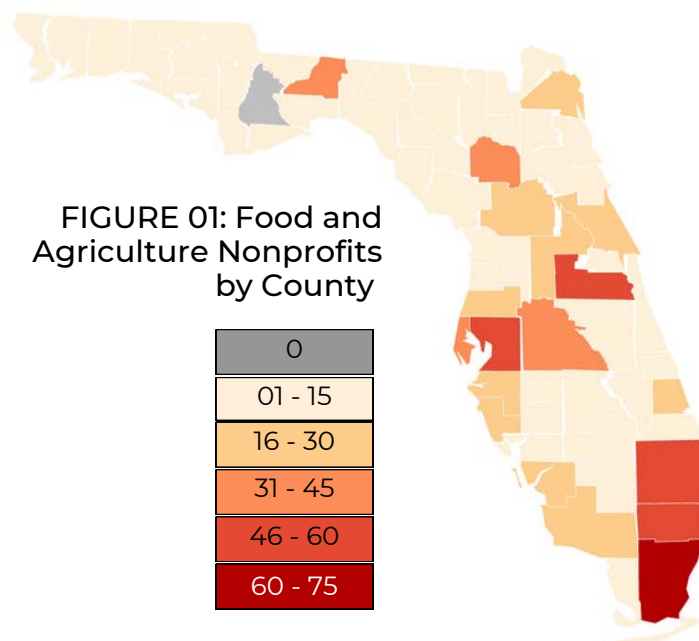 FIGURE 01: Food and
Agriculture Nonprofits
by County
0
01 - 15
16 - 30
31 - 45
46 - 60
60 - 75